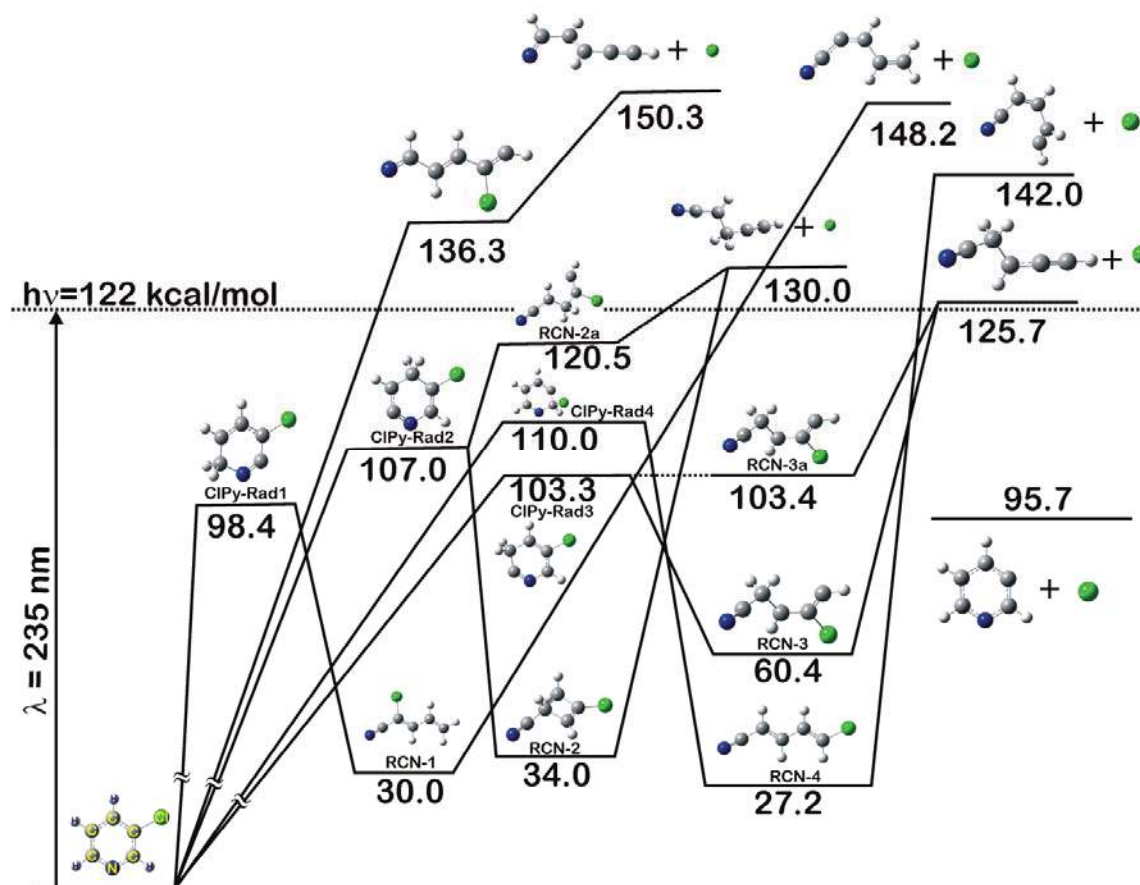 +
150.3
+
148.2
+
142.0
136.3
+
130.0
+
125.7
hν=122 kcal/mol
RCN-2a
120.5
ClPy-Rad4
110.0
ClPy-Rad2
107.0
RCN-3a
103.4
103.3
ClPy-Rad3
ClPy-Rad1
98.4
95.7
+
λ = 235 nm
RCN-3
60.4
RCN-1
30.0
RCN-2
34.0
RCN-4
27.2
H
H
Cl
C
C
C
C
C
H
N
H